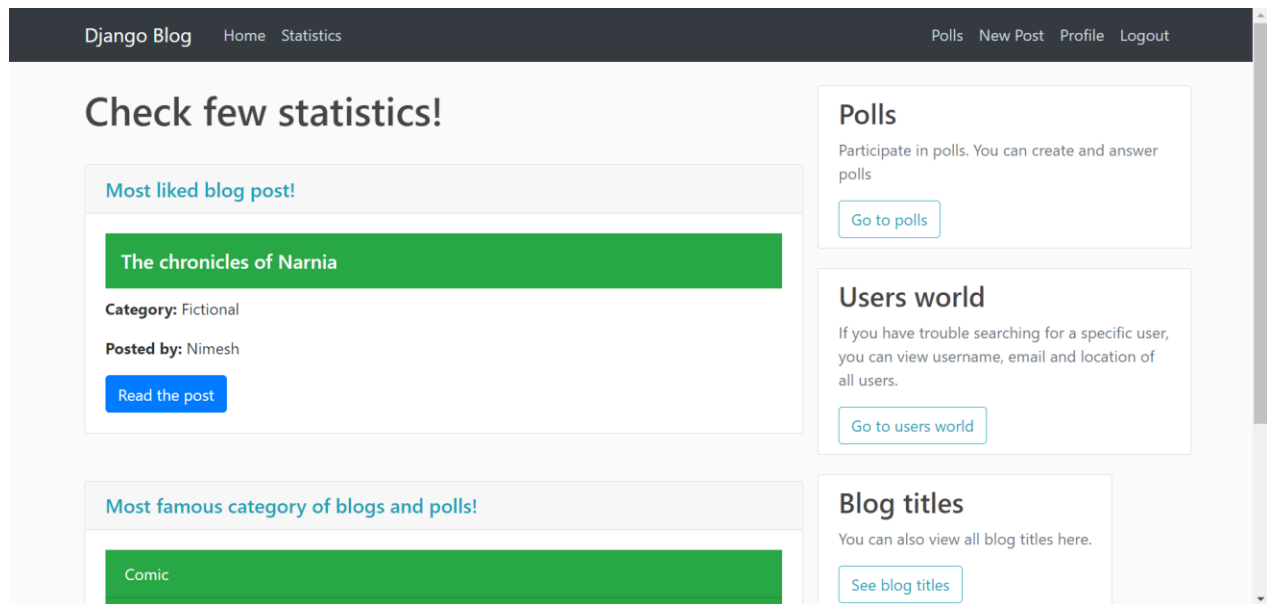 Django Blog Home Statistics Polls New Post Profile Logout
Check few statistics!
Most liked blog post!
The chronicles of Narnia
Category: Fictional
Posted by: Nimesh
Read the post
Most famous category of blogs and polls!
Comic
Polls
Participate in polls. You can create and answer
polls
Go to polls
Users world
If you have trouble searching for a specific user,
you can view username, email and location of
all users.
Go to users world
Blog titles
You can also view all blog titles here.
See blog titles